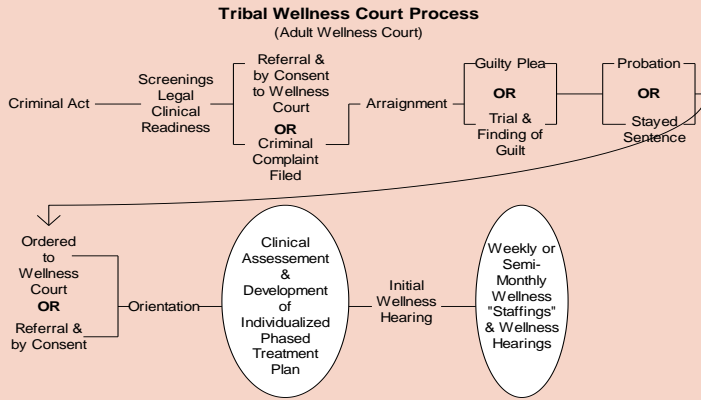 Tribal Wellness Court Process
(Adult Wellness Court)
Criminal Act
Screenings
Legal
Clinical
Readiness
Referral &
by Consent
to Wellness
Court
OR
Criminal
Complaint
Filed
Arraignment
Guilty Plea
OR
Trial &
Finding of
Guilt
Probation
OR
Stayed
Sentence
Ordered
to
Wellness
Court
OR
Referral &
by Consent
Orientation
Clinical
Assessement
&
Development
of
Individualized
Phased
Treatment
Plan
Initial
Wellness
Hearing
Weekly or
Semi-
Monthly
Wellness
"Staffings"
& Wellness
Hearings